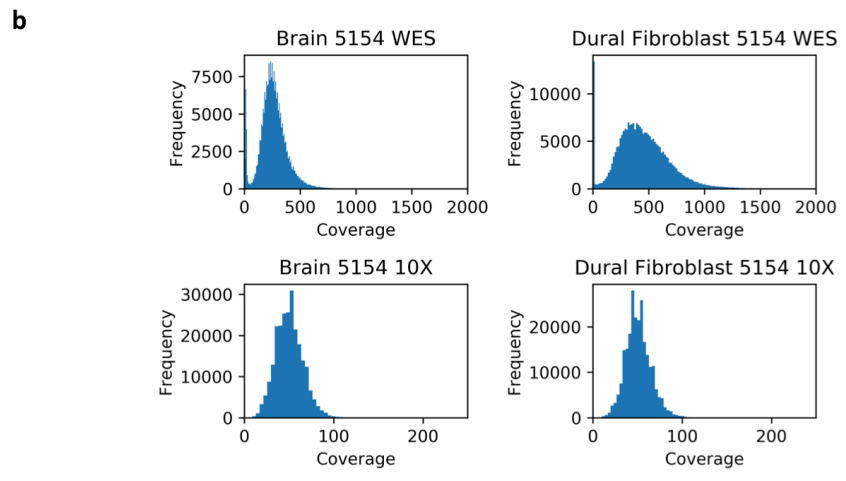 b
Brain 5154 WES
Dural Fibroblast 5154 WES
Frequency
7500
5000
2500
0
0 500 1000 1500 2000
Coverage
Frequency
10000
5000
0
0 500 1000 1500 2000
Coverage
Brain 5154 10X
Dural Fibroblast 5154 10X
Frequency
30000
20000
10000
0
0 100 200
Coverage
Frequency
20000
10000
0
0 100 200
Coverage